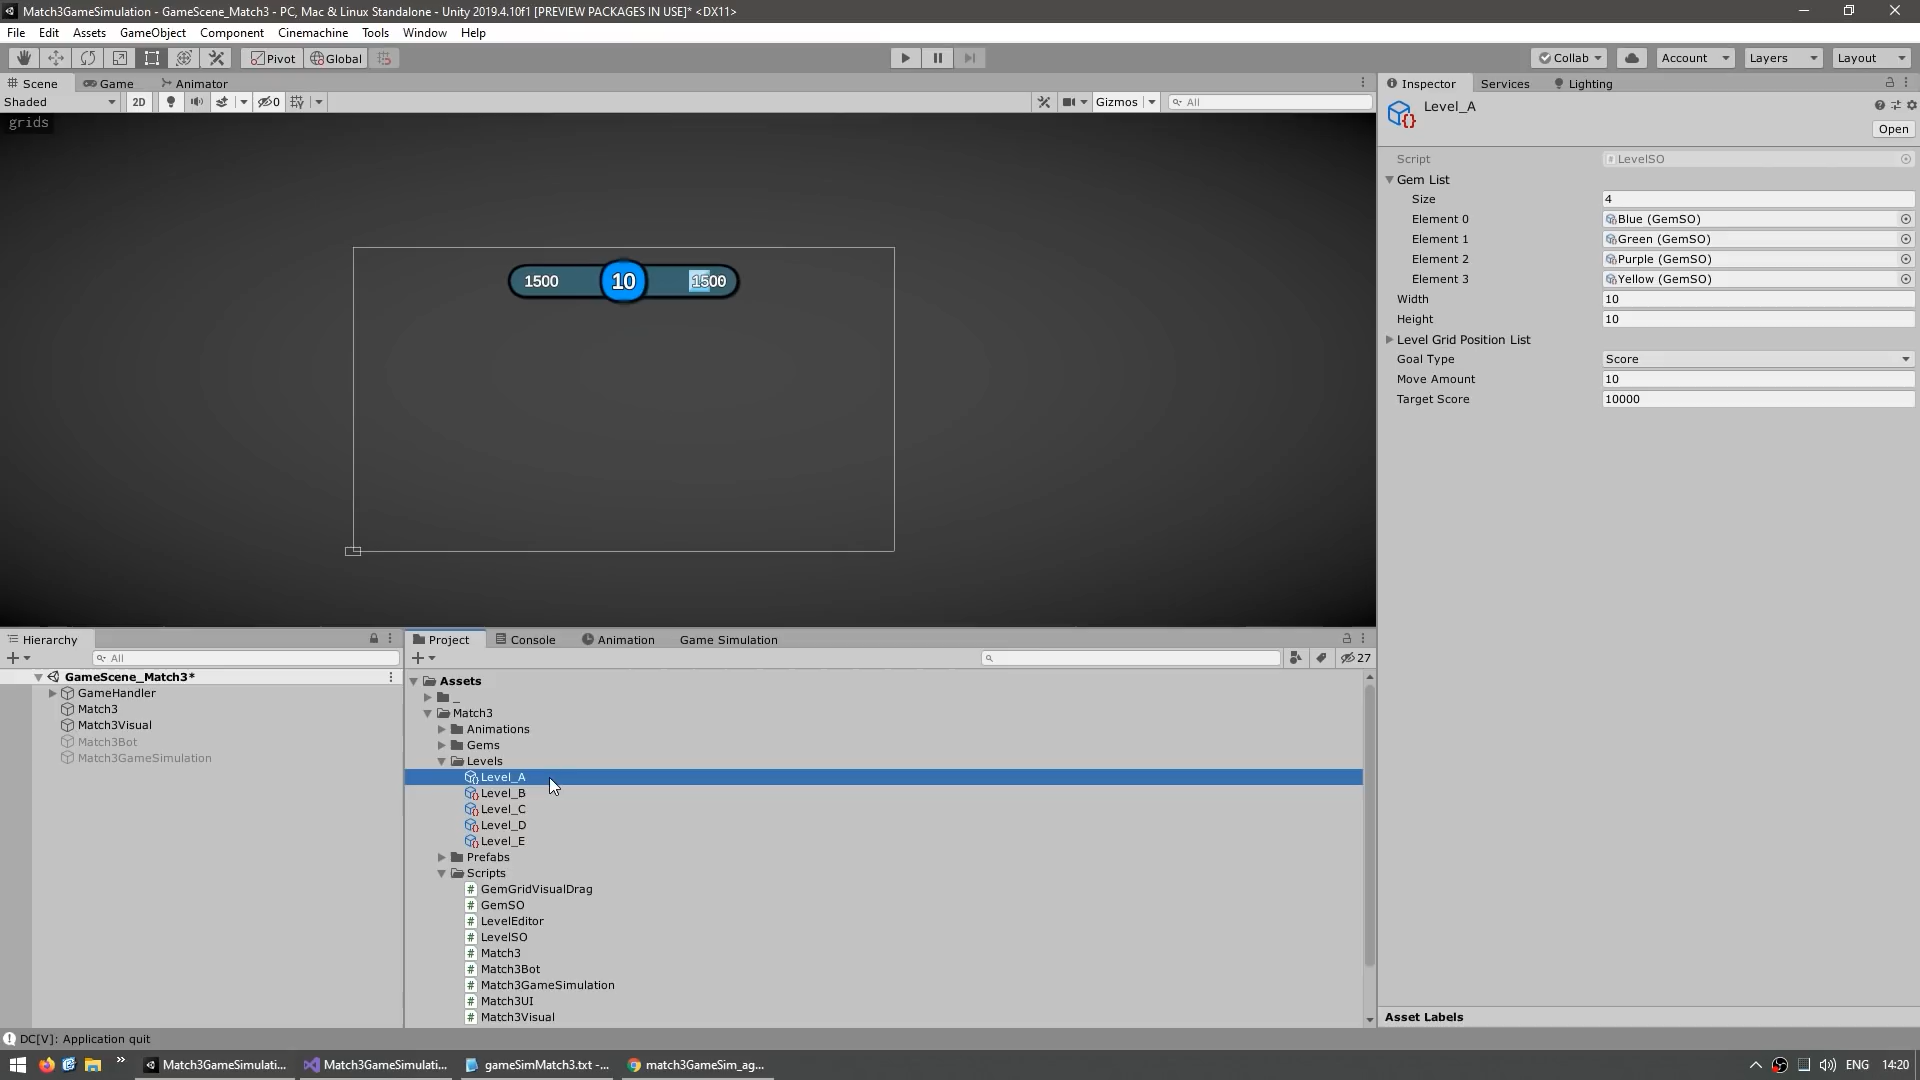 Match3GameSimulation - GameScene_Match3 - PC, Mac & Linux Standalone - Unity 2019.4.10f1 [PREVIEW PACKAGES IN USE]* <DX11>
File Edit Assets GameObject Component Cinemachine Tools Window Help
Pivot Global Collab Account Layers Layout
Scene Game Animator
Shaded 2D 0 Gizmos All
grids
1500 10 1500
Inspector Services Lighting
Level_A
Open
Script LevelSO
Gem List
Size 4
Element 0 Blue (GemSO)
Element 1 Green (GemSO)
Element 2 Purple (GemSO)
Element 3 Yellow (GemSO)
Width 10
Height 10
Level Grid Position List
Goal Type Score
Move Amount 10
Target Score 10000
Asset Labels
Hierarchy
All
GameScene_Match3*
GameHandler
Match3
Match3Visual
Match3Bot
Match3GameSimulation
Project Console Animation Game Simulation
27
Assets
_
Match3
Animations
Gems
Levels
Level_A
Level_B
Level_C
Level_D
Level_E
Prefabs
Scripts
GemGridVisualDrag
GemSO
LevelEditor
LevelSO
Match3
Match3Bot
Match3GameSimulation
Match3UI
Match3Visual
DC[V]: Application quit
» Match3GameSimulati... Match3GameSimulati... gameSimMatch3.txt -... match3GameSim_ag... ENG 14:20